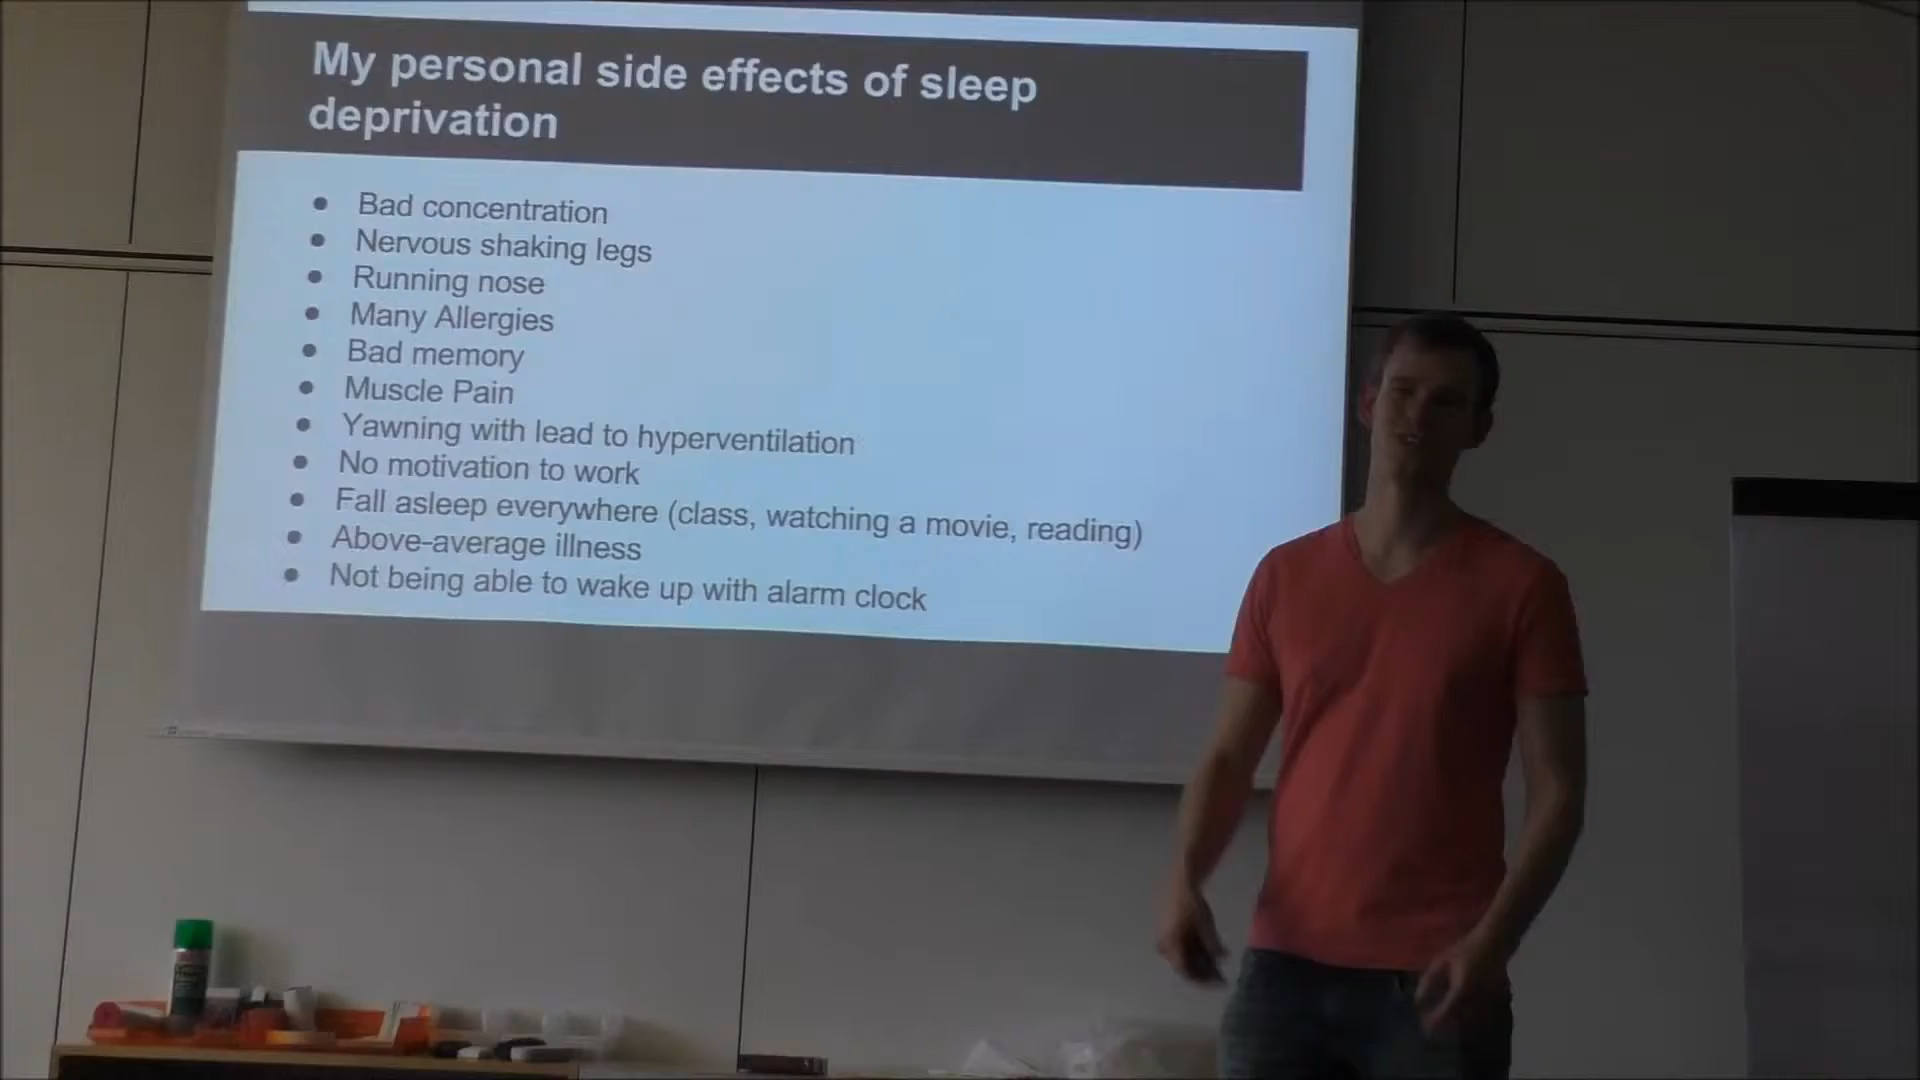 My personal side effects of sleep
deprivation
● Bad concentration
● Nervous shaking legs
● Running nose
● Many Allergies
● Bad memory
● Muscle Pain
● Yawning with lead to hyperventilation
● No motivation to work
● Fall asleep everywhere (class, watching a movie, reading)
● Above-average illness
● Not being able to wake up with alarm clock